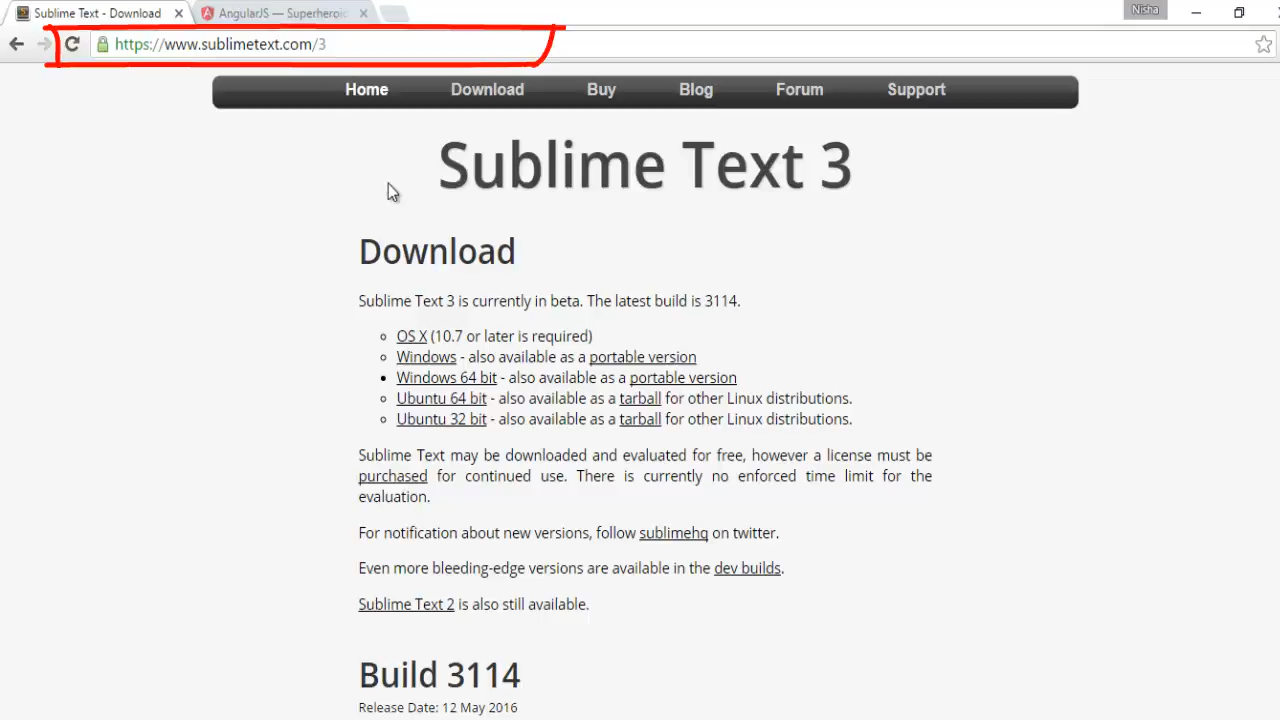 Sublime Text - Download
AngularJS — Superheroic
Nisha
https://www.sublimetext.com/3
Home Download Buy Blog Forum Support
Sublime Text 3
Download
Sublime Text 3 is currently in beta. The latest build is 3114.
OS X (10.7 or later is required)
Windows - also available as a portable version
Windows 64 bit - also available as a portable version
Ubuntu 64 bit - also available as a tarball for other Linux distributions.
Ubuntu 32 bit - also available as a tarball for other Linux distributions.
Sublime Text may be downloaded and evaluated for free, however a license must be
purchased for continued use. There is currently no enforced time limit for the
evaluation.
For notification about new versions, follow sublimehq on twitter.
Even more bleeding-edge versions are available in the dev builds.
Sublime Text 2 is also still available.
Build 3114
Release Date: 12 May 2016